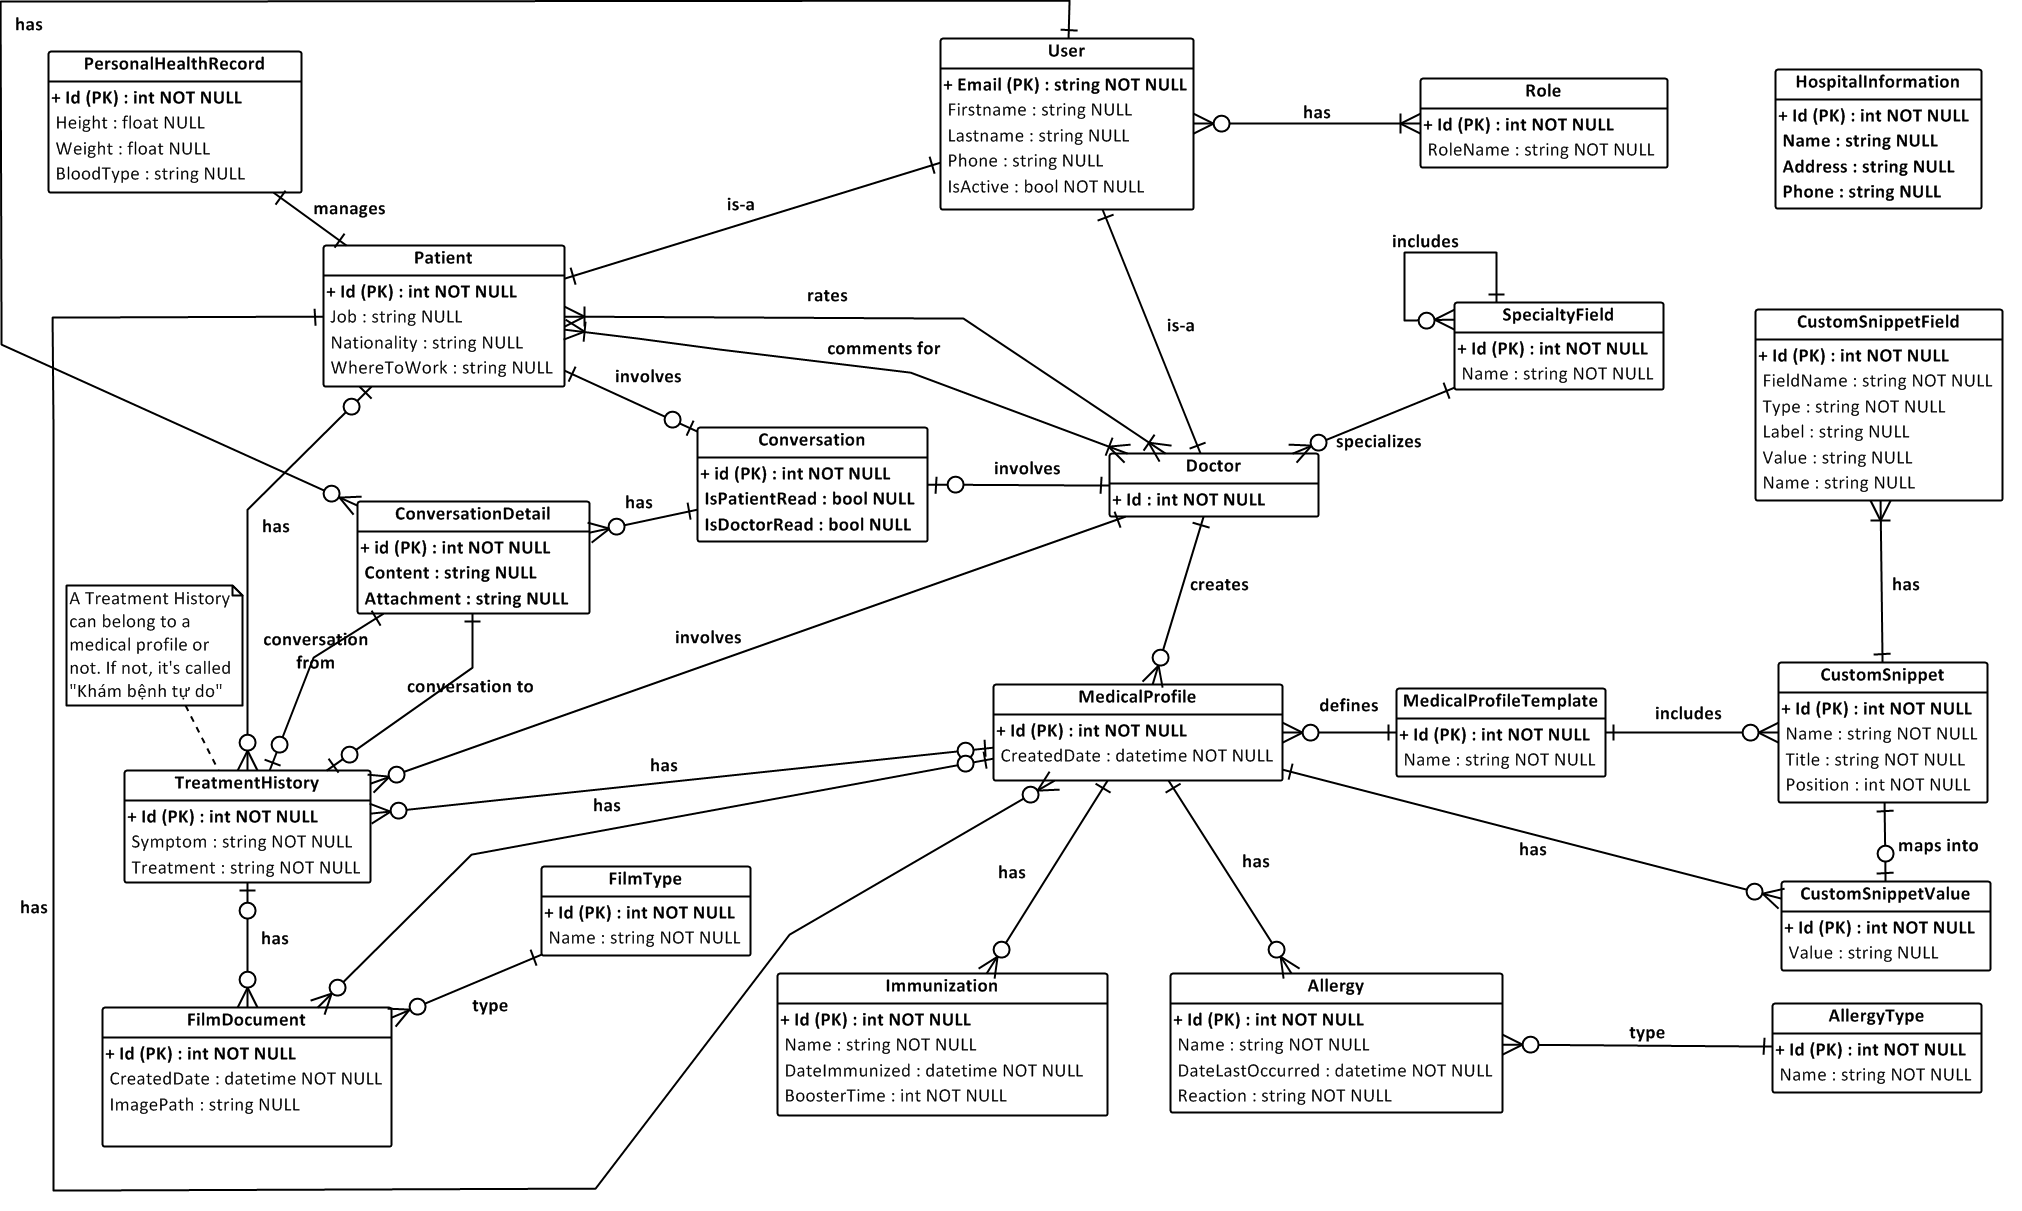 has
PersonalHealthRecord
+ Id (PK) : int NOT NULL
Height : float NULL
Weight : float NULL
BloodType : string NULL
User
+ Email (PK) : string NOT NULL
Firstname : string NULL
Lastname : string NULL
Phone : string NULL
IsActive : bool NOT NULL
has
Role
+ Id (PK) : int NOT NULL
RoleName : string NOT NULL
HospitalInformation
+ Id (PK) : int NOT NULL
Name : string NULL
Address : string NULL
Phone : string NULL
manages
is-a
Patient
+ Id (PK) : int NOT NULL
Job : string NULL
Nationality : string NULL
WhereToWork : string NULL
rates
comments for
is-a
includes
SpecialtyField
+ Id (PK) : int NOT NULL
Name : string NOT NULL
specializes
CustomSnippetField
+ Id (PK) : int NOT NULL
FieldName : string NOT NULL
Type : string NOT NULL
Label : string NULL
Value : string NULL
Name : string NULL
involves
Conversation
+ id (PK) : int NOT NULL
IsPatientRead : bool NULL
IsDoctorRead : bool NULL
involves
Doctor
+ Id : int NOT NULL
has
has
ConversationDetail
+ id (PK) : int NOT NULL
Content : string NULL
Attachment : string NULL
A Treatment History
can belong to a
medical profile or
not. If not, it's called
"Khám bệnh tự do"
conversation
from
conversation to
involves
creates
has
MedicalProfile
+ Id (PK) : int NOT NULL
CreatedDate : datetime NOT NULL
defines
MedicalProfileTemplate
+ Id (PK) : int NOT NULL
Name : string NOT NULL
includes
CustomSnippet
+ Id (PK) : int NOT NULL
Name : string NOT NULL
Title : string NOT NULL
Position : int NOT NULL
TreatmentHistory
+ Id (PK) : int NOT NULL
Symptom : string NOT NULL
Treatment : string NOT NULL
has
has
has
maps into
CustomSnippetValue
+ Id (PK) : int NOT NULL
Value : string NULL
has
has
has
has
FilmType
+ Id (PK) : int NOT NULL
Name : string NOT NULL
type
FilmDocument
+ Id (PK) : int NOT NULL
CreatedDate : datetime NOT NULL
ImagePath : string NULL
Immunization
+ Id (PK) : int NOT NULL
Name : string NOT NULL
DateImmunized : datetime NOT NULL
BoosterTime : int NOT NULL
Allergy
+ Id (PK) : int NOT NULL
Name : string NOT NULL
DateLastOccurred : datetime NOT NULL
Reaction : string NOT NULL
type
AllergyType
+ Id (PK) : int NOT NULL
Name : string NOT NULL